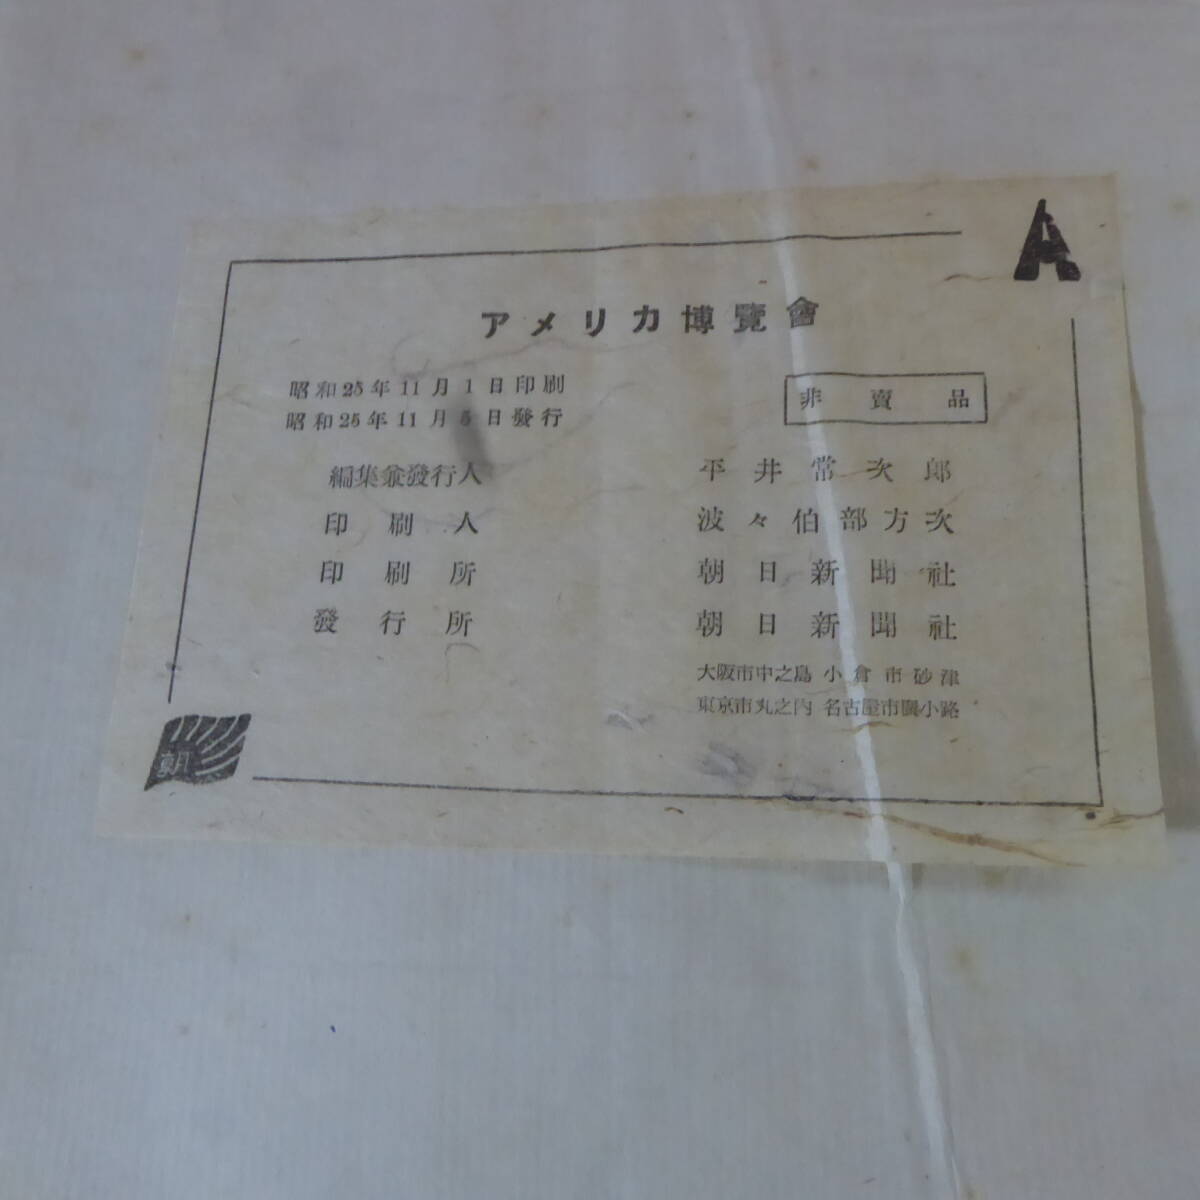 A
アメリカ博覽會
昭和25年11月1日印刷
昭和25年11月5日發行
非賣品
編集兼發行人 平井常次郎
印刷人 波々伯部方次
印刷所 朝日新聞社
發行所 朝日新聞社
大阪市中之島 小倉市砂津
東京市丸之內 名古屋市廣小路
朝